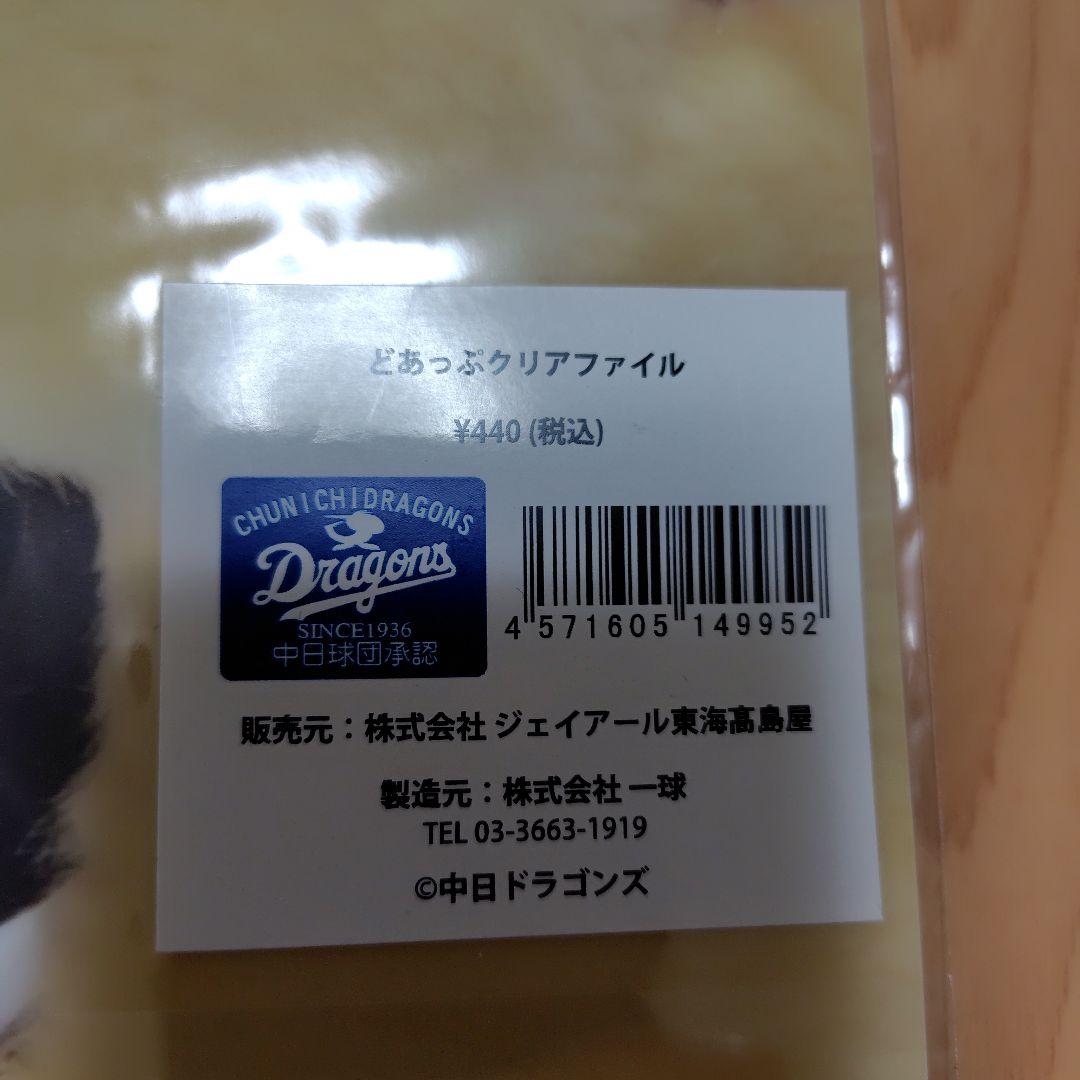 どあっぷクリアファイル
¥440 (税込)
CHUNICHIDRAGONS
Dragons
SINCE1936
中日球団承認
4 571605 149952
販売元：株式会社 ジェイアール東海髙島屋
製造元：株式会社 一球
TEL 03-3663-1919
©中日ドラゴンズ